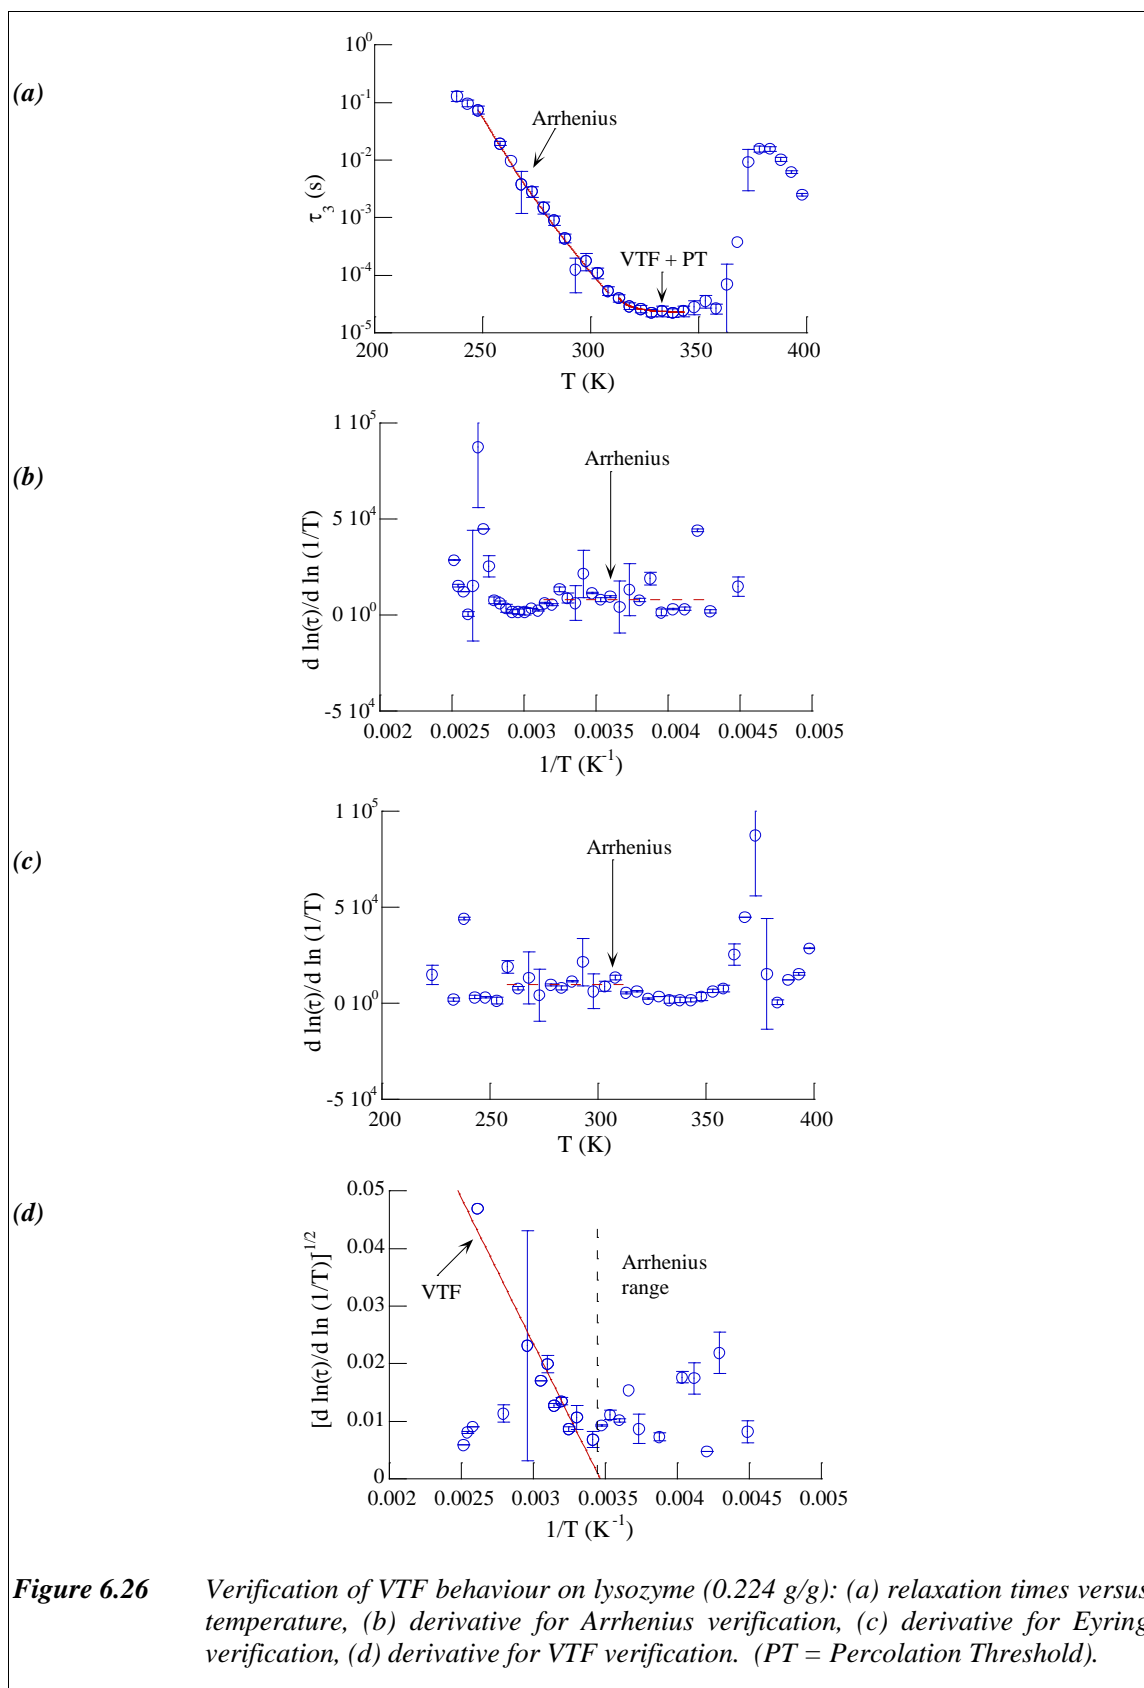 (a)
10^0
10^-1
10^-2
10^-3
10^-4
10^-5
τ_3 (s)
Arrhenius
VTF + PT
200 250 300 350 400
T (K)
(b)
1 10^5
5 10^4
0 10^0
-5 10^4
d ln(τ)/d ln (1/T)
Arrhenius
0.002 0.0025 0.003 0.0035 0.004 0.0045 0.005
1/T (K^-1)
(c)
1 10^5
5 10^4
0 10^0
-5 10^4
d ln(τ)/d ln (1/T)
Arrhenius
200 250 300 350 400
T (K)
(d)
0.05
0.04
0.03
0.02
0.01
0
[d ln(τ)/d ln (1/T)]^1/2
VTF
Arrhenius
range
0.002 0.0025 0.003 0.0035 0.004 0.0045 0.005
1/T (K^-1)
Figure 6.26 Verification of VTF behaviour on lysozyme (0.224 g/g): (a) relaxation times versus
temperature, (b) derivative for Arrhenius verification, (c) derivative for Eyring
verification, (d) derivative for VTF verification. (PT = Percolation Threshold).